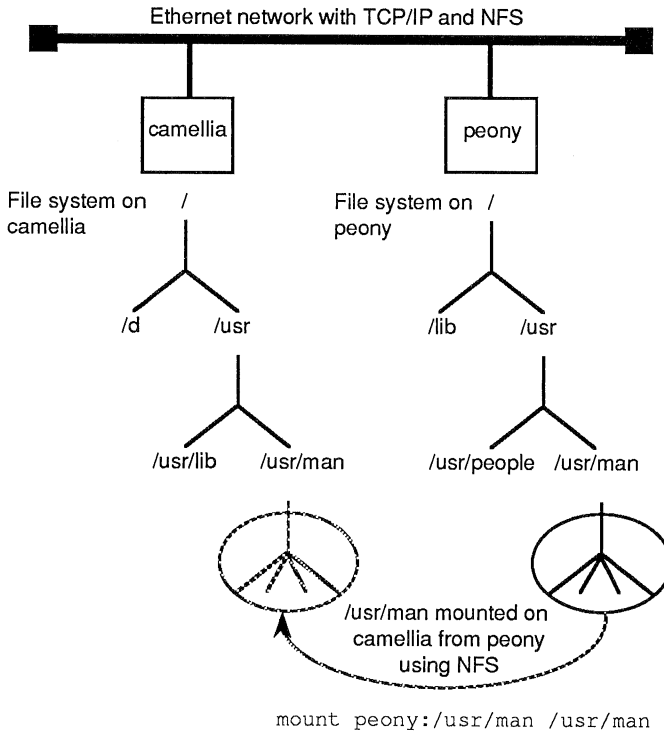 Ethernet network with TCP/IP and NFS
camellia
peony
File system on /
camellia
File system on /
peony
/d
/usr
/lib
/usr
/usr/lib
/usr/man
/usr/people
/usr/man
/usr/man mounted on
camellia from peony
using NFS
mount peony:/usr/man /usr/man